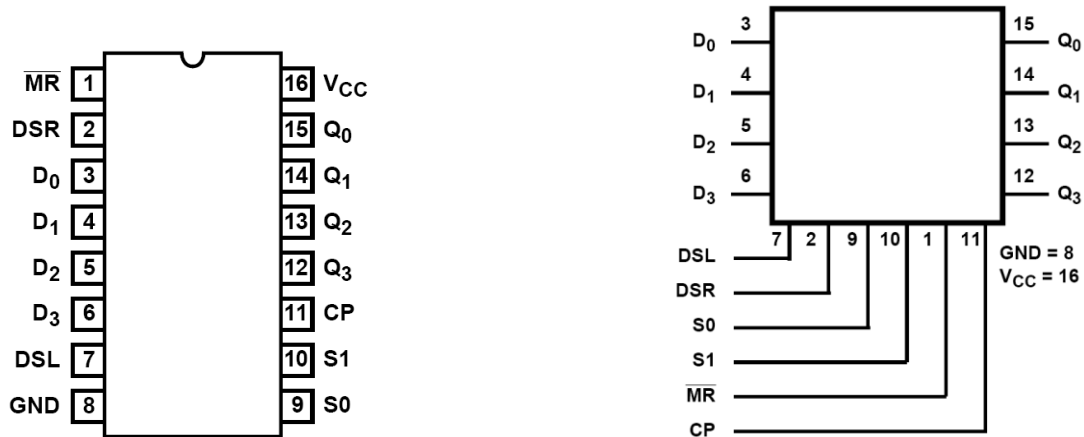 M̅R̅ 1 16 VCC
DSR 2 15 Q0
D0 3 14 Q1
D1 4 13 Q2
D2 5 12 Q3
D3 6 11 CP
DSL 7 10 S1
GND 8 9 S0
D0 3 15 Q0
D1 4 14 Q1
D2 5 13 Q2
D3 6 12 Q3
7 2 9 10 1 11
GND = 8
VCC = 16
DSL
DSR
S0
S1
M̅R̅
CP